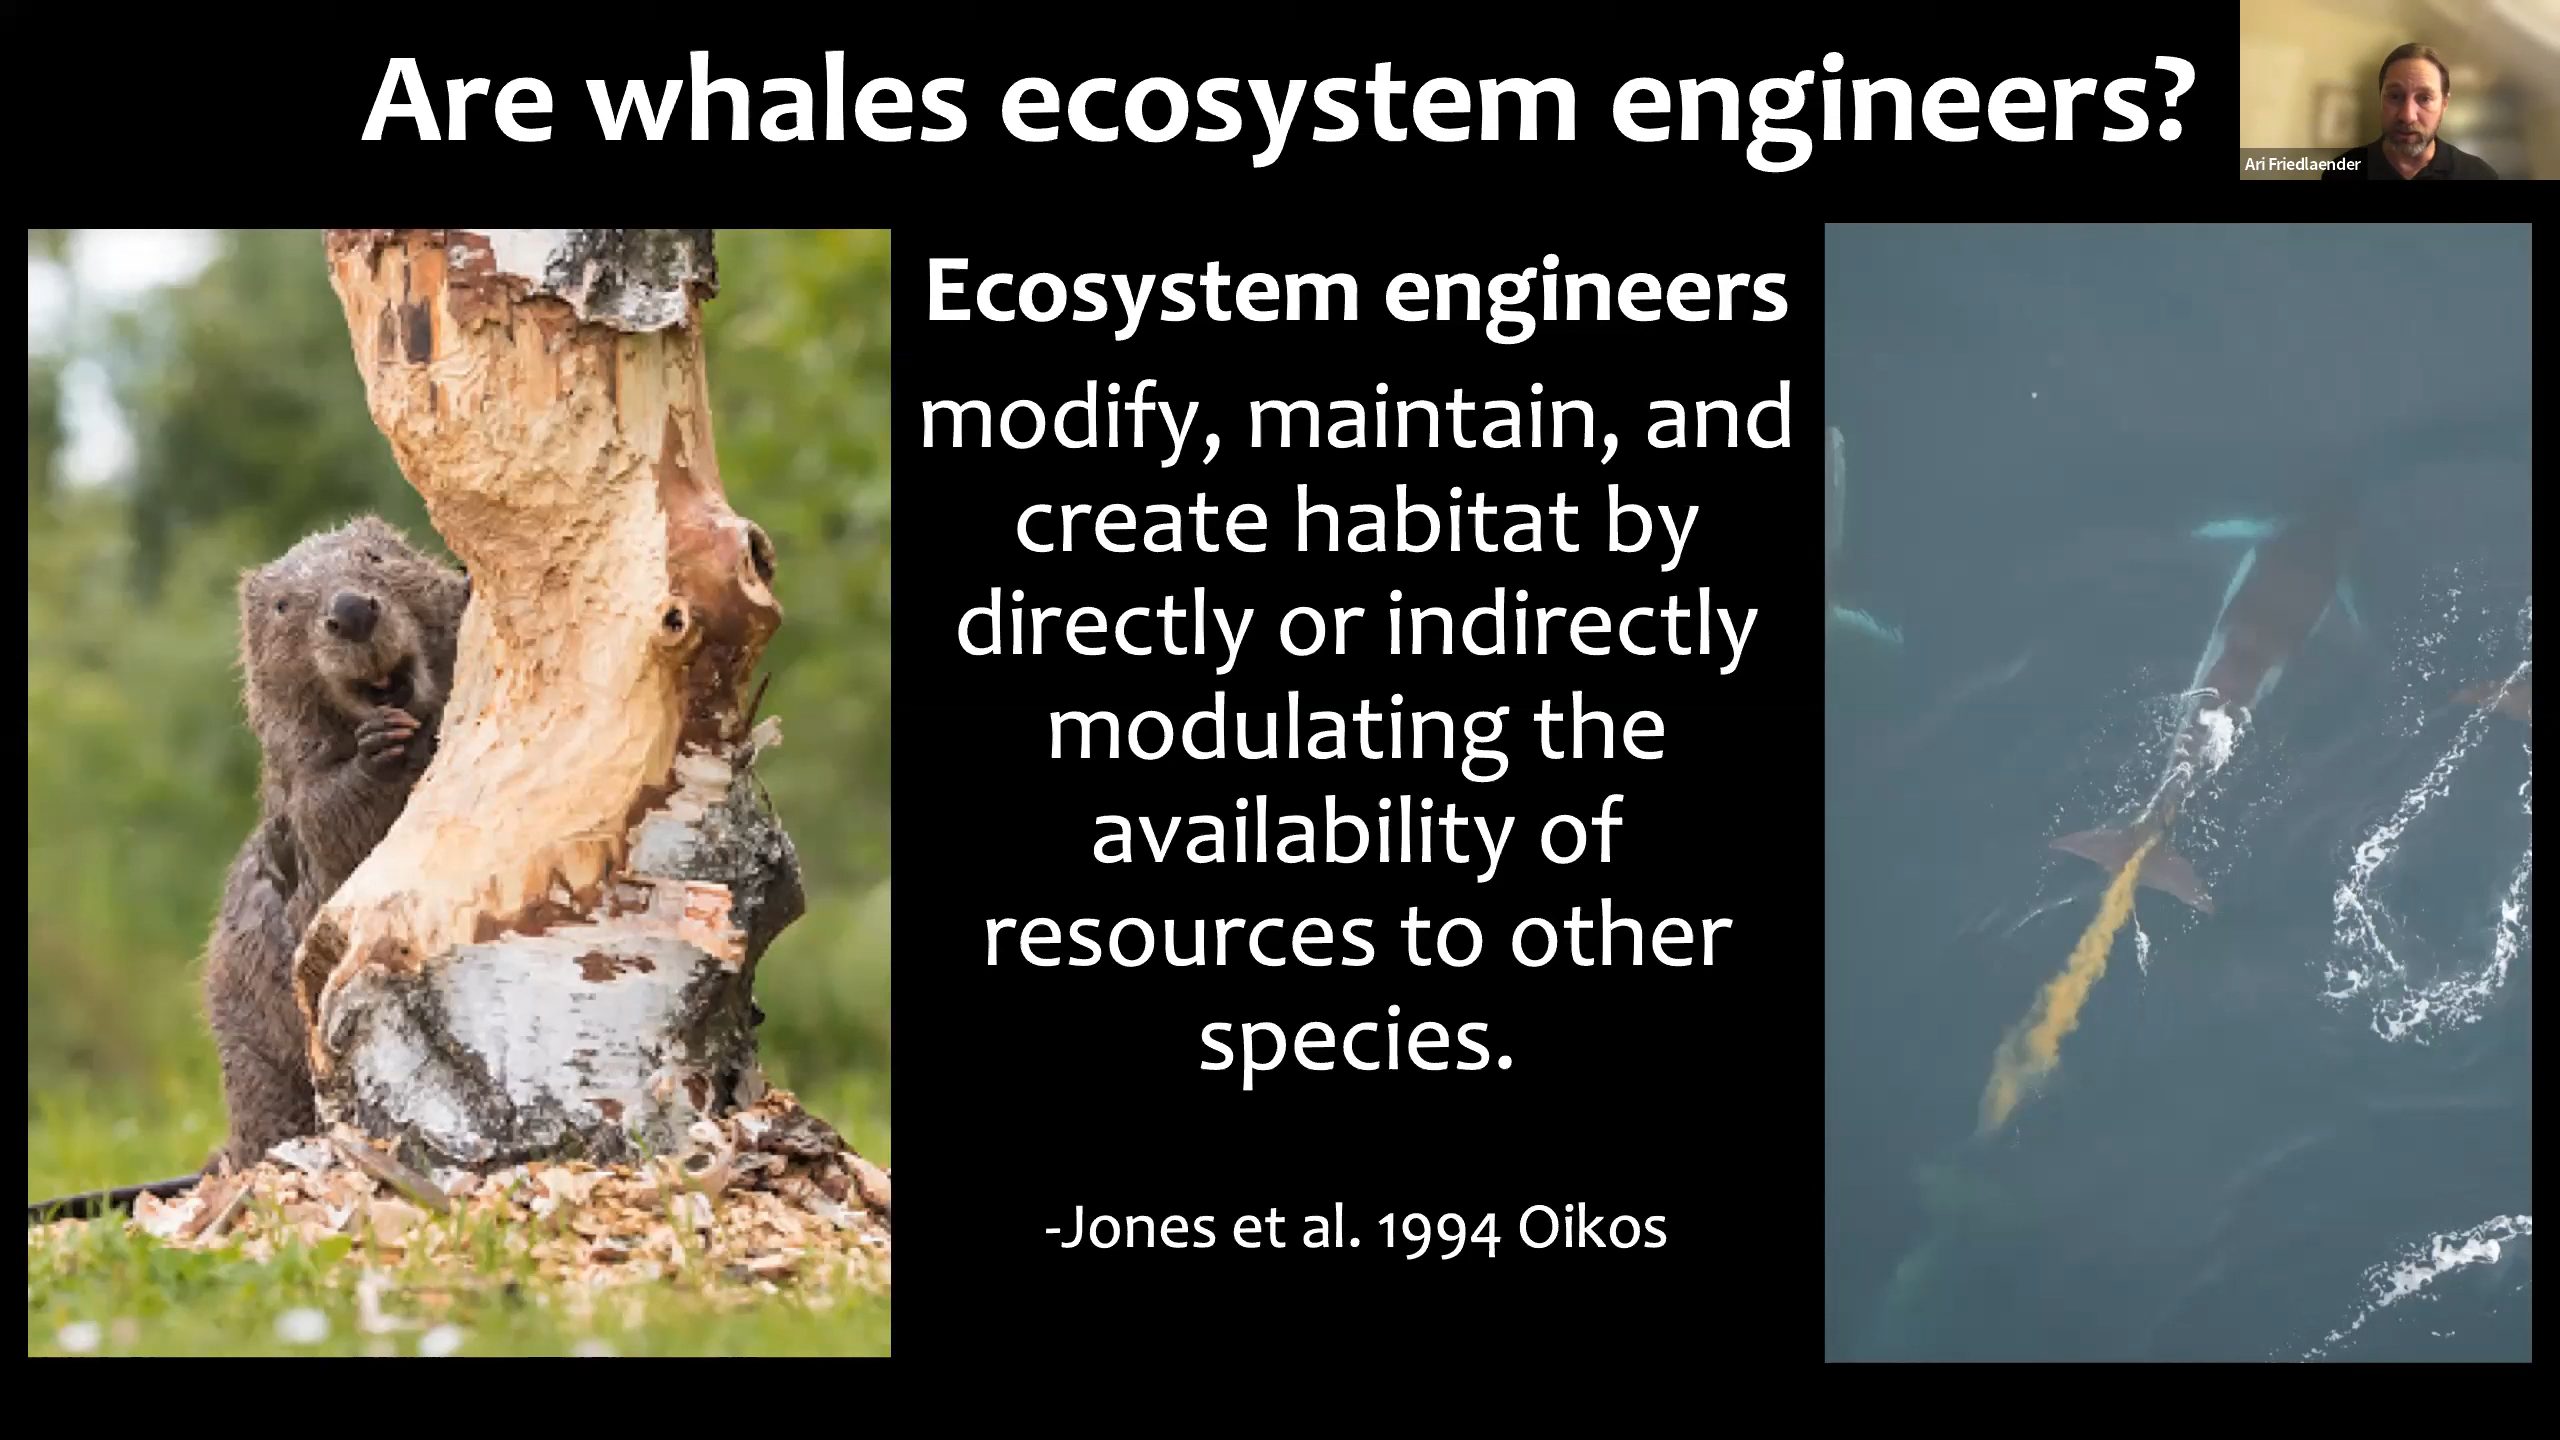 Are whales ecosystem engineers?
Ari Friedlaender
Ecosystem engineers
modify, maintain, and
create habitat by
directly or indirectly
modulating the
availability of
resources to other
species.
-Jones et al. 1994 Oikos